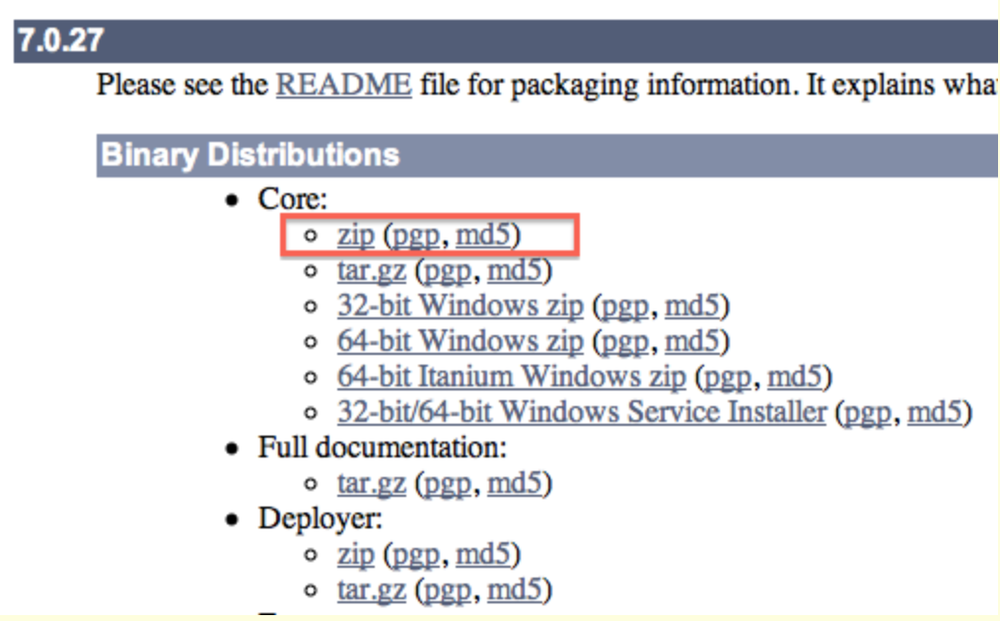 7.0.27
Please see the README file for packaging information. It explains
Binary Distributions
• Core:
◦ zip (pgp, md5)
◦ tar.gz (pgp, md5)
◦ 32-bit Windows zip (pgp, md5)
◦ 64-bit Windows zip (pgp, md5)
◦ 64-bit Itanium Windows zip (pgp, md5)
◦ 32-bit/64-bit Windows Service Installer (pgp, md5)
• Full documentation:
◦ tar.gz (pgp, md5)
• Deployer:
◦ zip (pgp, md5)
◦ tar.gz (pgp, md5)